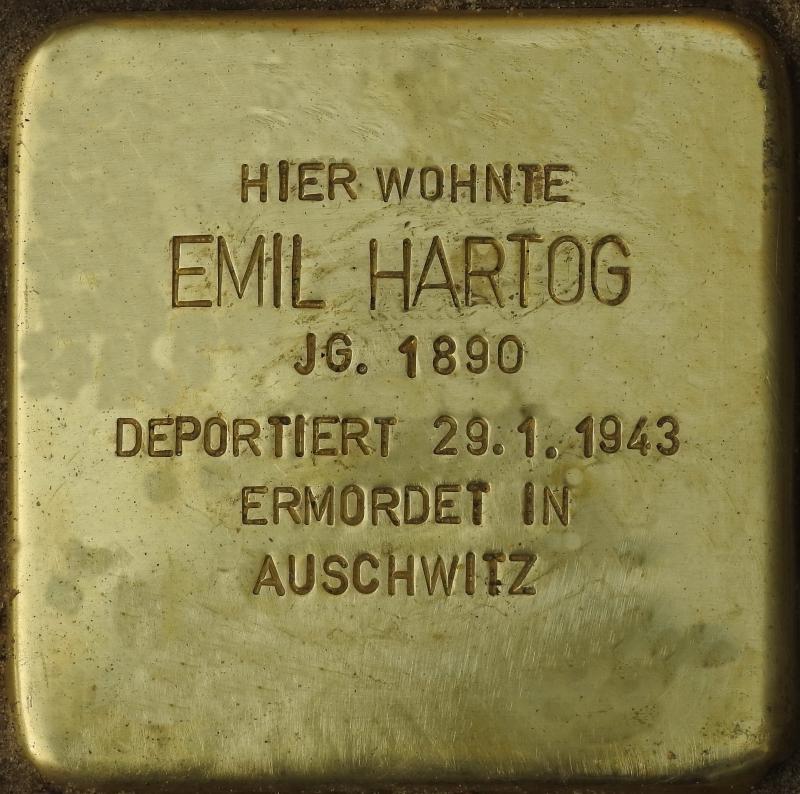 HIER WOHNTE
EMIL HARTOG
JG. 1890
DEPORTIERT 29.1.1943
ERMORDET IN
AUSCHWITZ